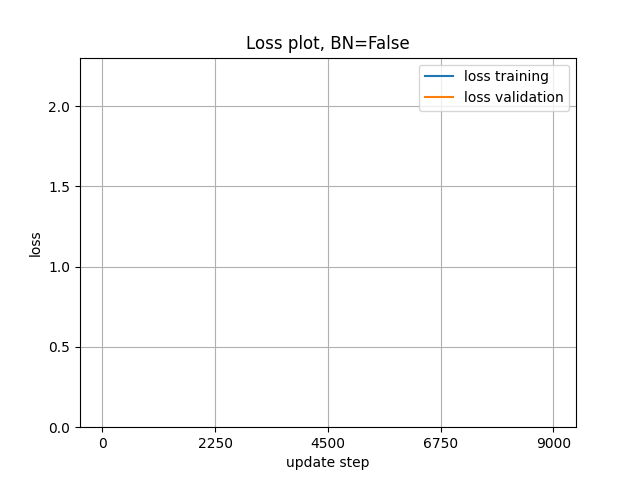 Loss plot, BN=False
loss training
loss validation
2.0
1.5
1.0
0.5
0.0
loss
0
2250
4500
6750
9000
update step